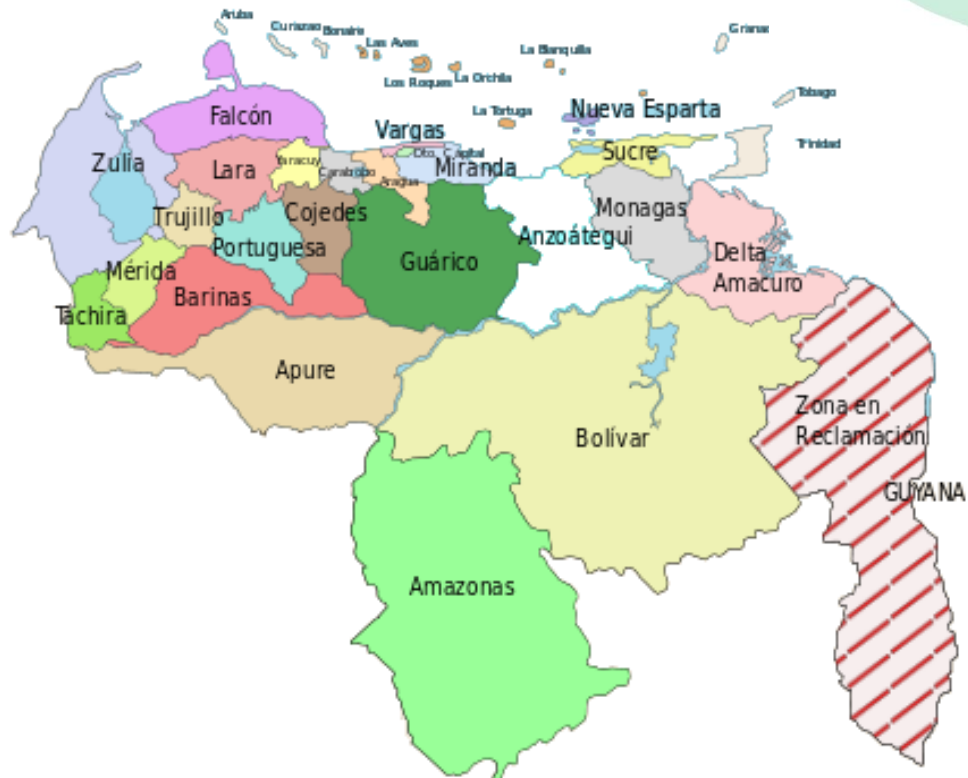 Aruba
Curazao
Bonaire
Las Aves
Los Roques
La Orchila
La Blanquilla
Granada
Tobago
La Tortuga
Nueva Esparta
Trinidad
Falcón
Vargas
Dto. Capital
Sucre
Zulia
Lara
Yaracuy
Carabobo
Aragua
Miranda
Trujillo
Cojedes
Monagas
Portuguesa
Anzoátegui
Guárico
Delta
Amacuro
Mérida
Barinas
Táchira
Apure
Zona en
Reclamación
Bolívar
GUYANA
Amazonas